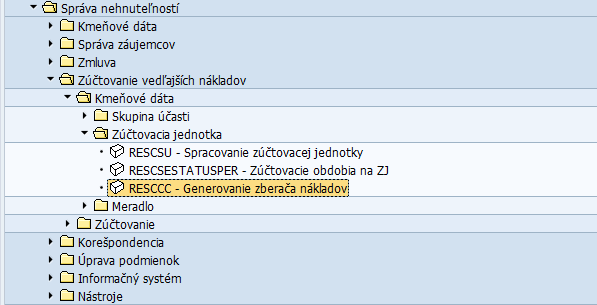 Správa nehnuteľností
Kmeňové dáta
Správa záujemcov
Zmluva
Zúčtovanie vedľajších nákladov
Kmeňové dáta
Skupina účasti
Zúčtovacia jednotka
RESCSU - Spracovanie zúčtovacej jednotky
RESCSESTATUSPER - Zúčtovacie obdobia na ZJ
RESCCC - Generovanie zberača nákladov
Meradlo
Zúčtovanie
Korešpondencia
Úprava podmienok
Informačný systém
Nástroje